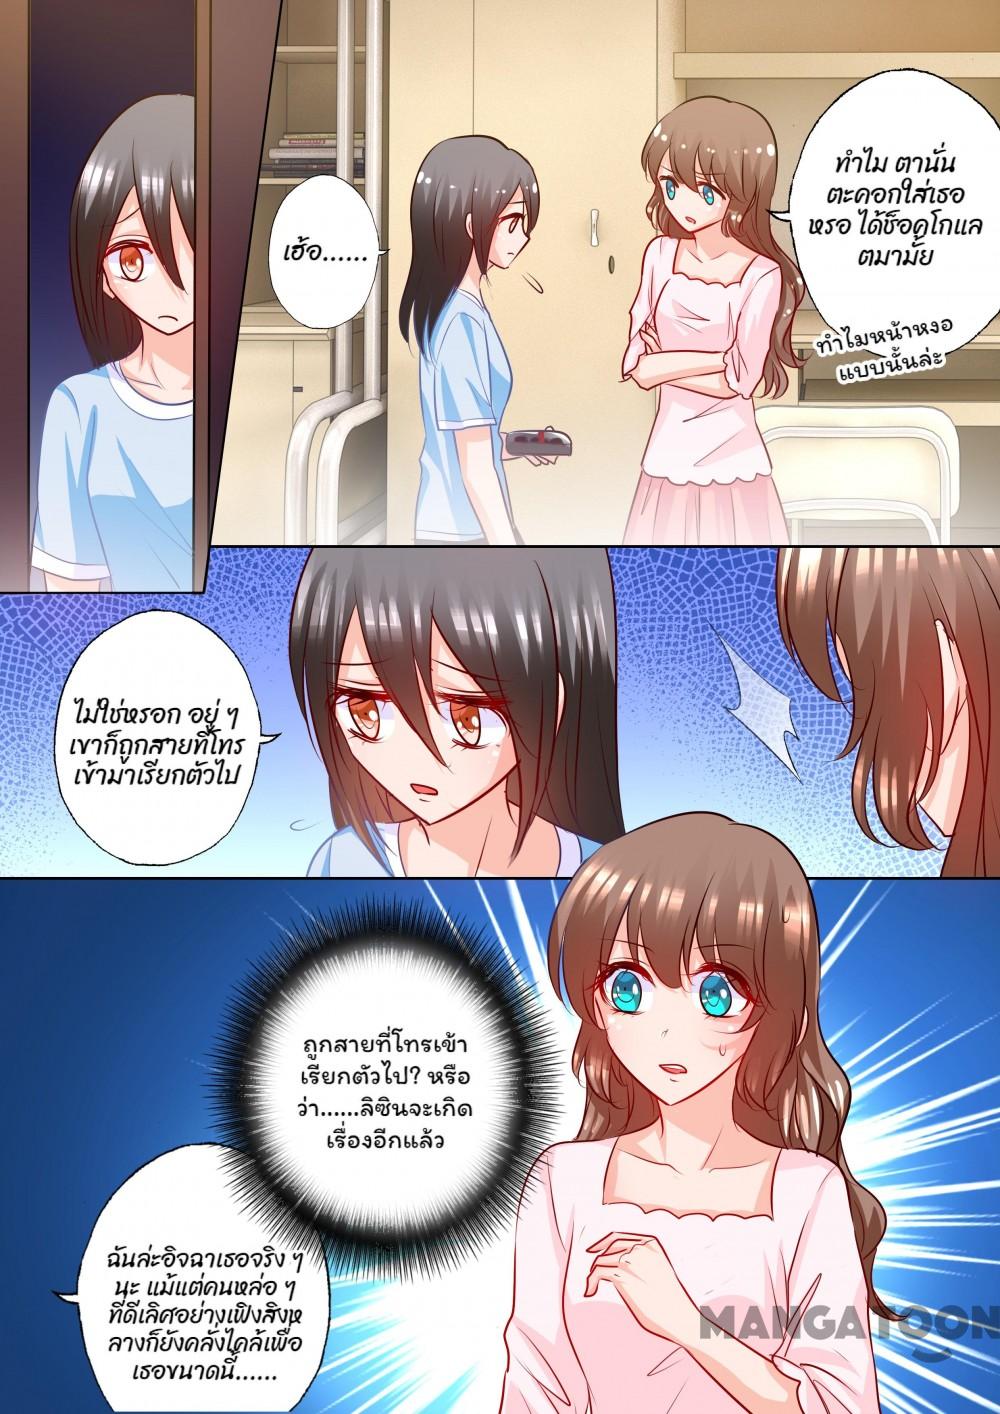 เฮ้อ......
ทำไม ตานั่น
ตะคอกใส่เธอ
หรอ ได้ช็อคโกแล
ตมามั้ย
ทำไมหน้าหงอ
แบบนั้นล่ะ
ไม่ใช่หรอก อยู่ ๆ
เขาก็ถูกสายที่โทร
เข้ามาเรียกตัวไป
ถูกสายที่โทรเข้า
เรียกตัวไป? หรือ
ว่า......ลิซินจะเกิด
เรื่องอีกแล้ว
ฉันล่ะอิจฉาเธอจริง ๆ
นะ แม้แต่คนหล่อ ๆ
ที่ดีเลิศอย่างเฟิงสิงห
ลางก็ยังคลั่งไคล้เพื่อ
เธอขนาดนี้......
MANGATOON